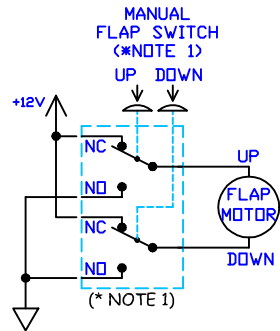 MANUAL
FLAP SWITCH
(*NOTE 1)
UP DOWN
+12V
NC
UP
NO
FLAP
MOTOR
NC
DOWN
NO
(* NOTE 1)